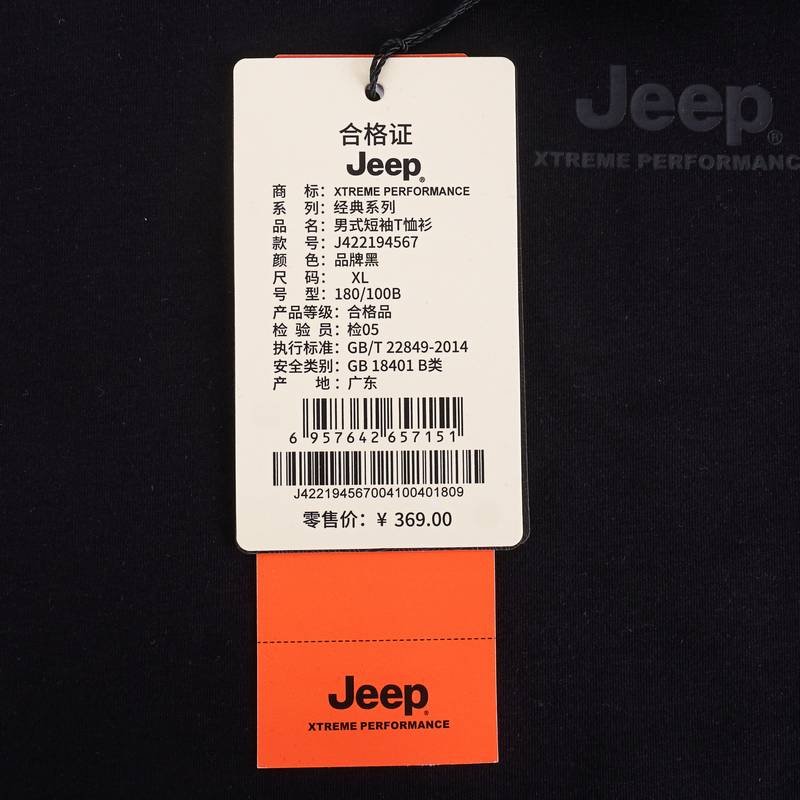 合格证
Jeep®
商 标：XTREME PERFORMANCE
系 列：经典系列
品 名：男式短袖T恤衫
款 号：J422194567
颜 色：品牌黑
尺 码： XL
号 型：180/100B
产品等级：合格品
检 验 员：检05
执行标准：GB/T 22849-2014
安全类别：GB 18401 B类
产 地：广东
6 957642 657151
J422194567004100401809
零售价：¥ 369.00
Jeep®
XTREME PERFORMANCE
Jeep®
XTREME PERFORMANC